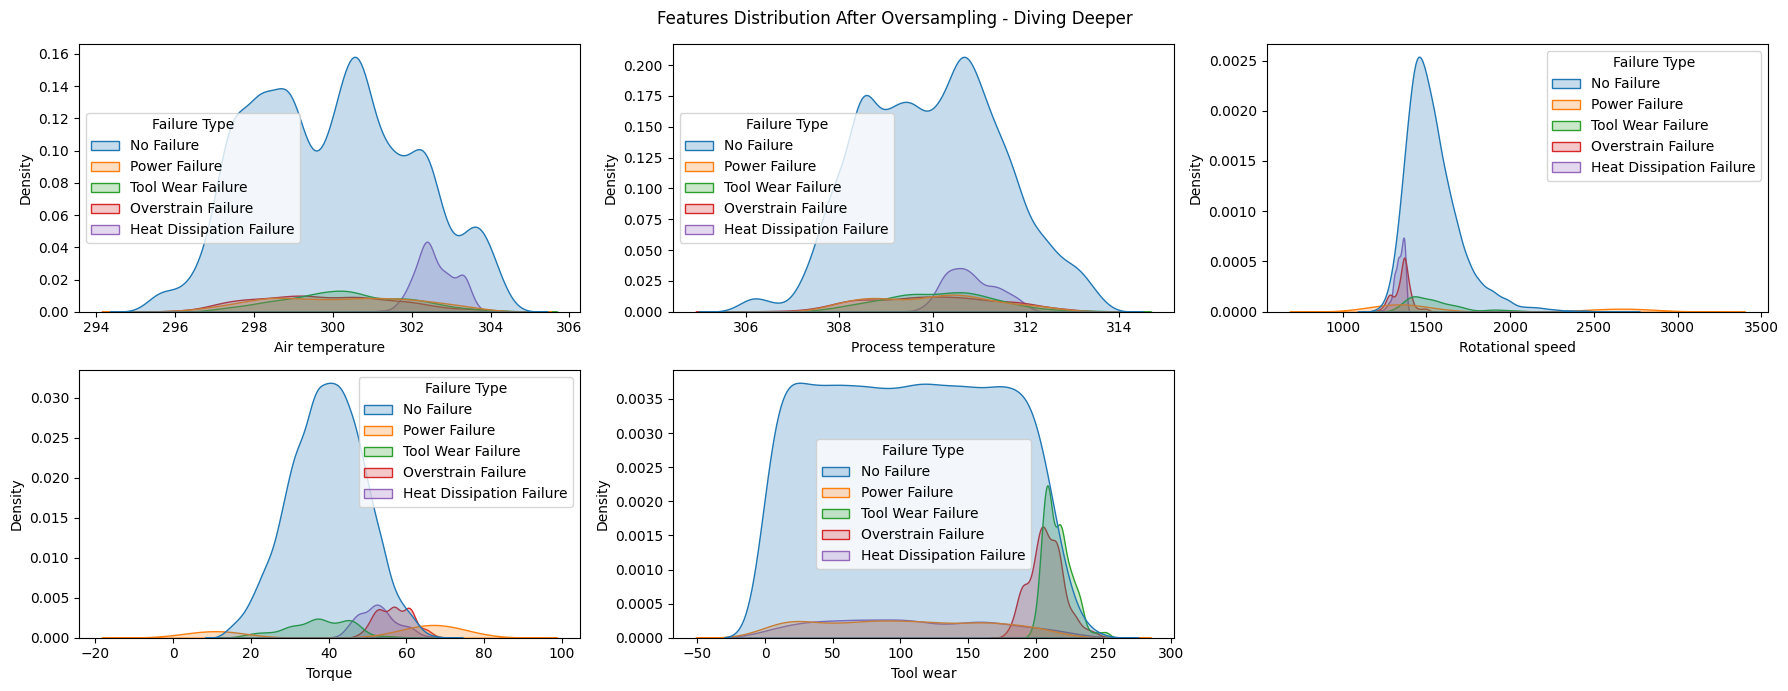 Features Distribution After Oversampling - Diving Deeper
0.16
0.14
0.12
0.10
0.08
0.06
0.04
0.02
0.00
Density
Failure Type
No Failure
Power Failure
Tool Wear Failure
Overstrain Failure
Heat Dissipation Failure
294 296 298 300 302 304 306
Air temperature
0.200
0.175
0.150
0.125
0.100
0.075
0.050
0.025
0.000
Density
Failure Type
No Failure
Power Failure
Tool Wear Failure
Overstrain Failure
Heat Dissipation Failure
306 308 310 312 314
Process temperature
0.0025
0.0020
0.0015
0.0010
0.0005
0.0000
Density
Failure Type
No Failure
Power Failure
Tool Wear Failure
Overstrain Failure
Heat Dissipation Failure
1000 1500 2000 2500 3000 3500
Rotational speed
0.030
0.025
0.020
0.015
0.010
0.005
0.000
Density
Failure Type
No Failure
Power Failure
Tool Wear Failure
Overstrain Failure
Heat Dissipation Failure
−20 0 20 40 60 80 100
Torque
0.0035
0.0030
0.0025
0.0020
0.0015
0.0010
0.0005
0.0000
Density
Failure Type
No Failure
Power Failure
Tool Wear Failure
Overstrain Failure
Heat Dissipation Failure
−50 0 50 100 150 200 250 300
Tool wear